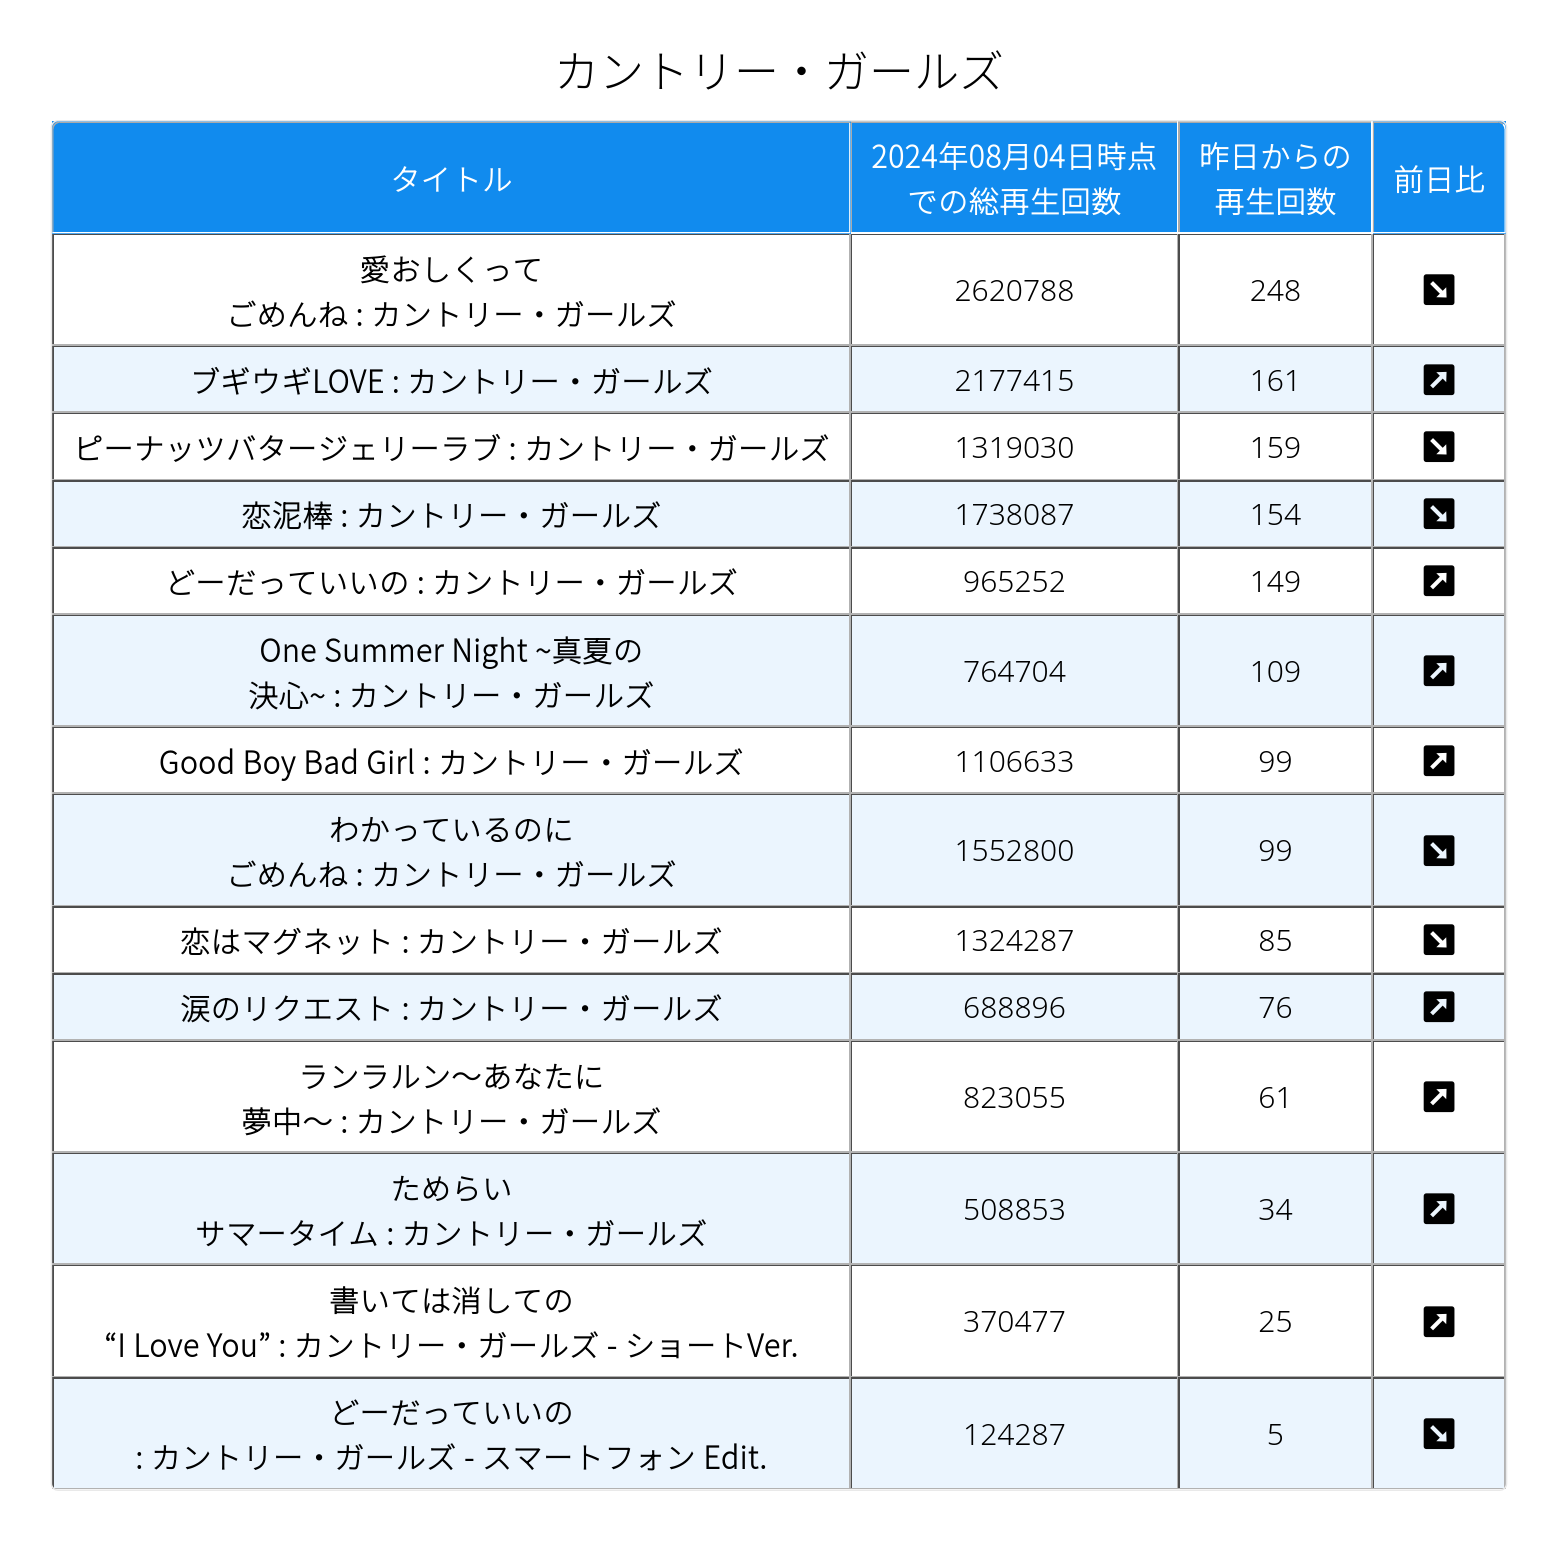 カントリー・ガールズ
タイトル
2024年08月04日時点
での総再生回数
昨日からの
再生回数
前日比
愛おしくって
ごめんね : カントリー・ガールズ
2620788
248
ブギウギLOVE : カントリー・ガールズ
2177415
161
ピーナッツバタージェリーラブ : カントリー・ガールズ
1319030
159
恋泥棒 : カントリー・ガールズ
1738087
154
どーだっていいの : カントリー・ガールズ
965252
149
One Summer Night ~真夏の
決心~ : カントリー・ガールズ
764704
109
Good Boy Bad Girl : カントリー・ガールズ
1106633
99
わかっているのに
ごめんね : カントリー・ガールズ
1552800
99
恋はマグネット : カントリー・ガールズ
1324287
85
涙のリクエスト : カントリー・ガールズ
688896
76
ランラルン～あなたに
夢中～ : カントリー・ガールズ
823055
61
ためらい
サマータイム : カントリー・ガールズ
508853
34
書いては消しての
“I Love You” : カントリー・ガールズ - ショートVer.
370477
25
どーだっていいの
: カントリー・ガールズ - スマートフォン Edit.
124287
5